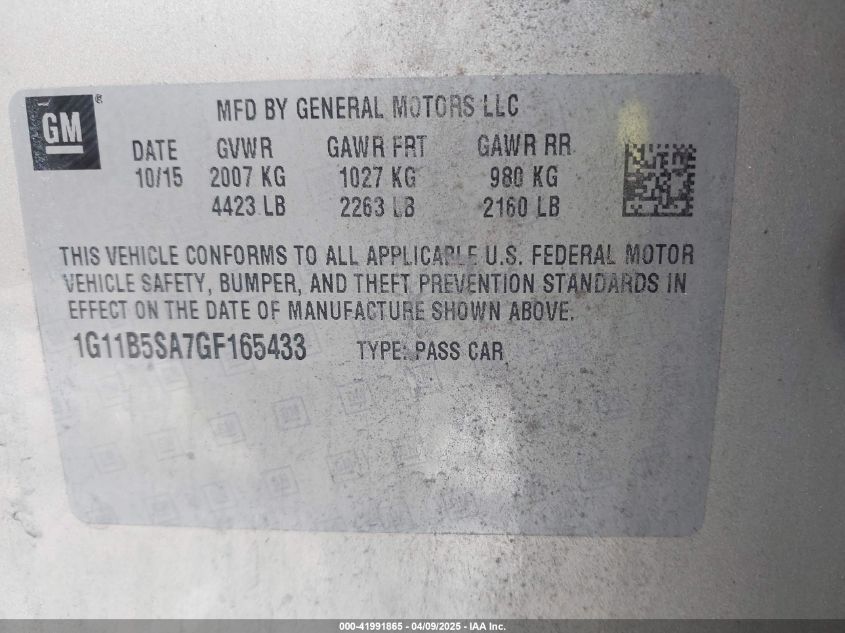 GM ®
MFD BY GENERAL MOTORS LLC
DATE GVWR GAWR FRT GAWR RR
10/15 2007 KG 1027 KG 980 KG
4423 LB 2263 LB 2160 LB
THIS VEHICLE CONFORMS TO ALL APPLICABLE U.S. FEDERAL MOTOR
VEHICLE SAFETY, BUMPER, AND THEFT PREVENTION STANDARDS IN
EFFECT ON THE DATE OF MANUFACTURE SHOWN ABOVE.
1G11B5SA7GF165433 TYPE: PASS CAR
000-41991865 - 04/09/2025 - IAA Inc.